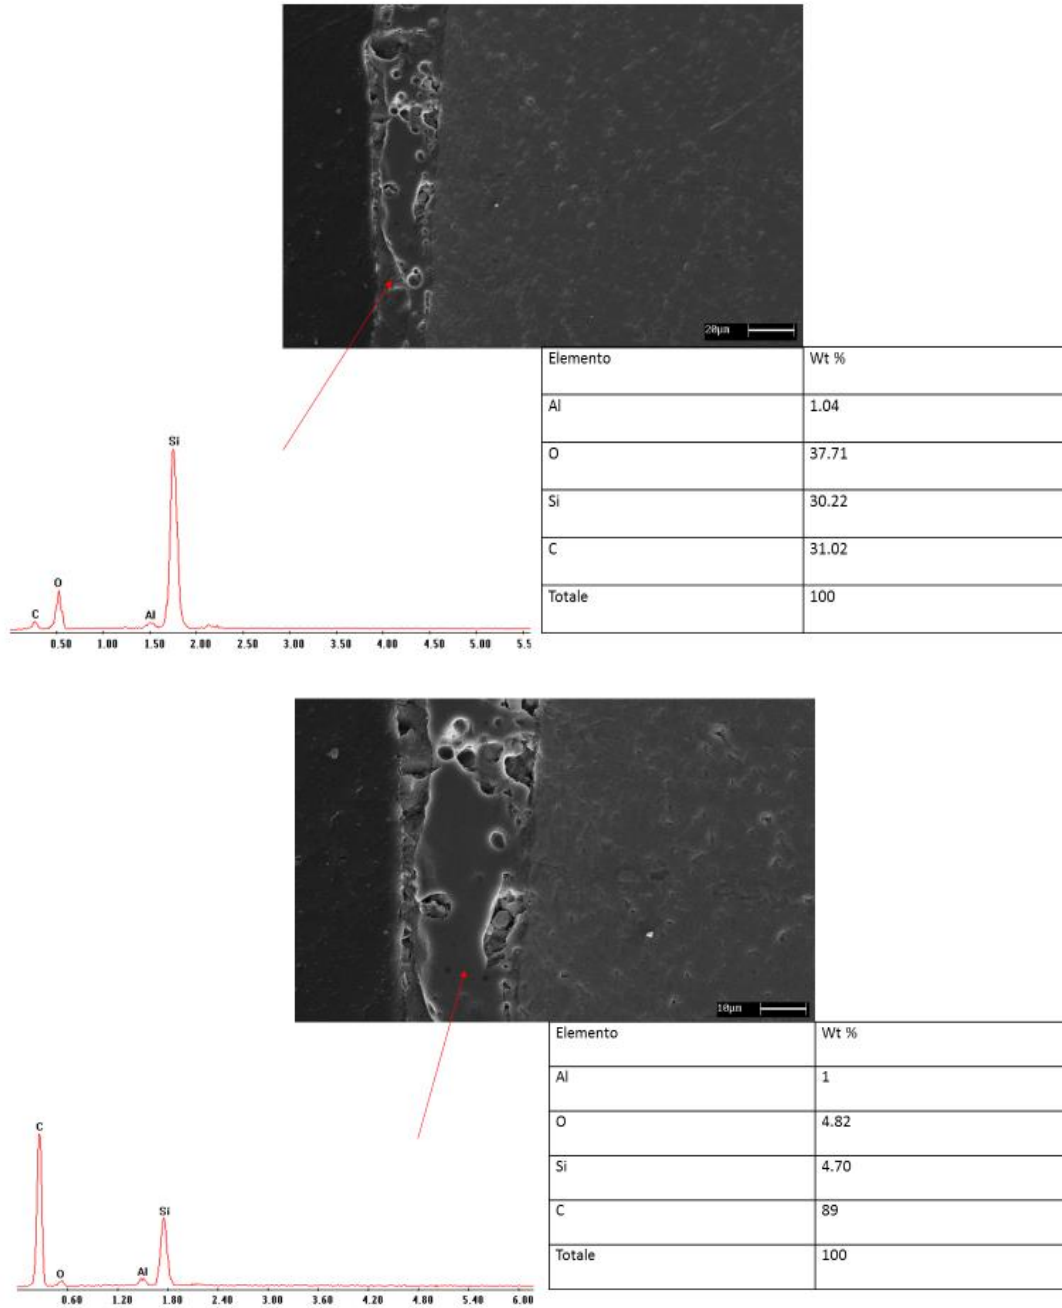 20µm
Elemento Wt %
Al 1.04
O 37.71
Si 30.22
C 31.02
Totale 100
Si
O
C
Al
0.50 1.00 1.50 2.00 2.50 3.00 3.50 4.00 4.50 5.00 5.5
10µm
Elemento Wt %
Al 1
O 4.82
Si 4.70
C 89
Totale 100
C
Si
O
Al
0.60 1.20 1.80 2.40 3.00 3.60 4.20 4.80 5.40 6.00